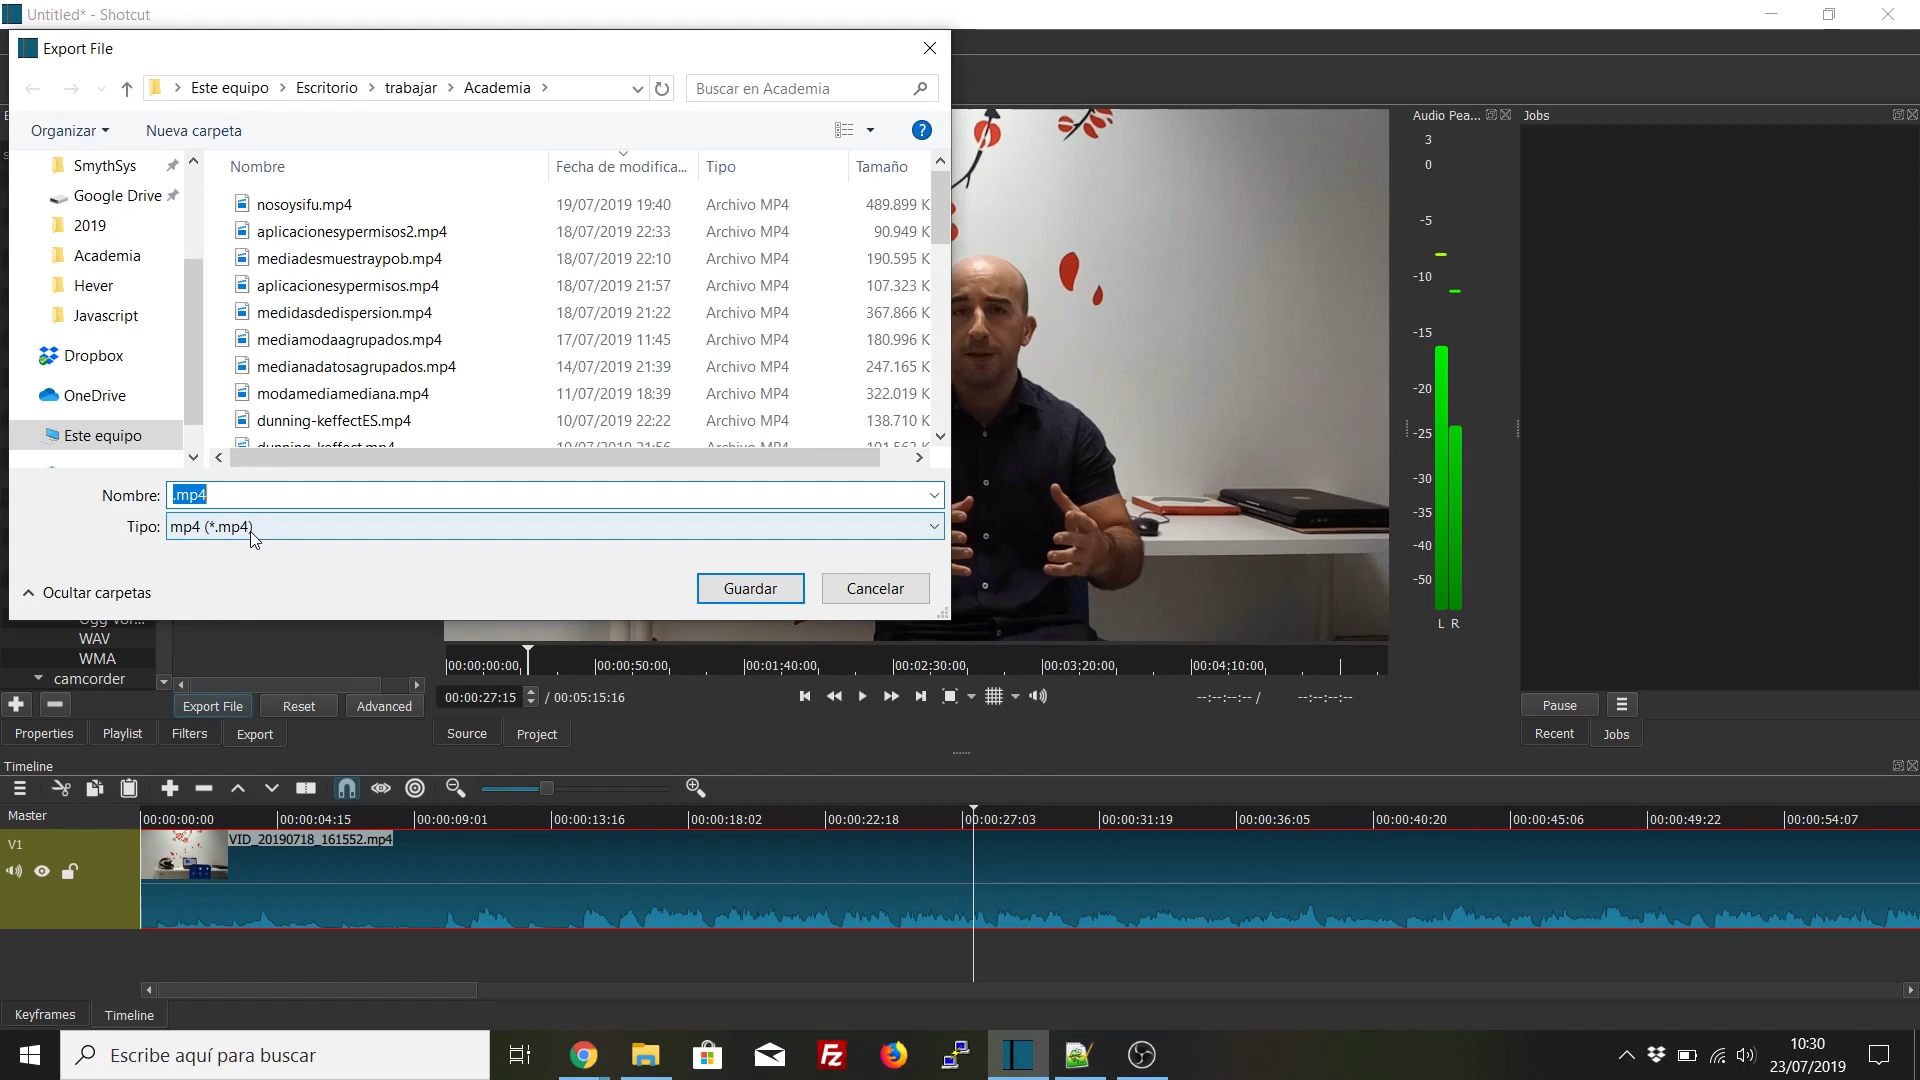 Untitled* - Shotcut
Export File
Este equipo
Escritorio
trabajar
Academia
Buscar en Academia
Organizar
Nueva carpeta
?
SmythSys
Google Drive
2019
Academia
Hever
Javascript
Dropbox
OneDrive
Este equipo
Nombre
Fecha de modifica...
Tipo
Tamaño
nosoysifu.mp4 19/07/2019 19:40 Archivo MP4 489.899 K
aplicacionesypermisos2.mp4 18/07/2019 22:33 Archivo MP4 90.949 K
mediadesmuestraypob.mp4 18/07/2019 22:10 Archivo MP4 190.595 K
aplicacionesypermisos.mp4 18/07/2019 21:57 Archivo MP4 107.323 K
medidasdedispersion.mp4 18/07/2019 21:22 Archivo MP4 367.866 K
mediamodaagrupados.mp4 17/07/2019 11:45 Archivo MP4 180.996 K
medianadatosagrupados.mp4 14/07/2019 21:39 Archivo MP4 247.165 K
modamediamediana.mp4 11/07/2019 18:39 Archivo MP4 322.019 K
dunning-keffectES.mp4 10/07/2019 22:22 Archivo MP4 138.710 K
dunning-keffect.mp4 10/07/2019 21:56 Archivo MP4
Nombre: .mp4
Tipo: mp4 (*.mp4)
Ocultar carpetas
Guardar
Cancelar
Audio Pea...
3
0
-5
-10
-15
-20
-25
-30
-35
-40
-50
L R
Jobs
WAV
WMA
camcorder
Export File
Reset
Advanced
Properties
Playlist
Filters
Export
00:00:00:00
00:00:50:00
00:01:40:00
00:02:30:00
00:03:20:00
00:04:10:00
00:00:27:15 / 00:05:15:16
--:--:--:-- / --:--:--:--
Source
Project
Pause
Recent
Jobs
Timeline
Master
00:00:00:00
00:00:04:15
00:00:09:01
00:00:13:16
00:00:18:02
00:00:22:18
00:00:27:03
00:00:31:19
00:00:36:05
00:00:40:20
00:00:45:06
00:00:49:22
00:00:54:07
V1
VID_20190718_161552.mp4
Keyframes
Timeline
Escribe aquí para buscar
Fz
10:30
23/07/2019